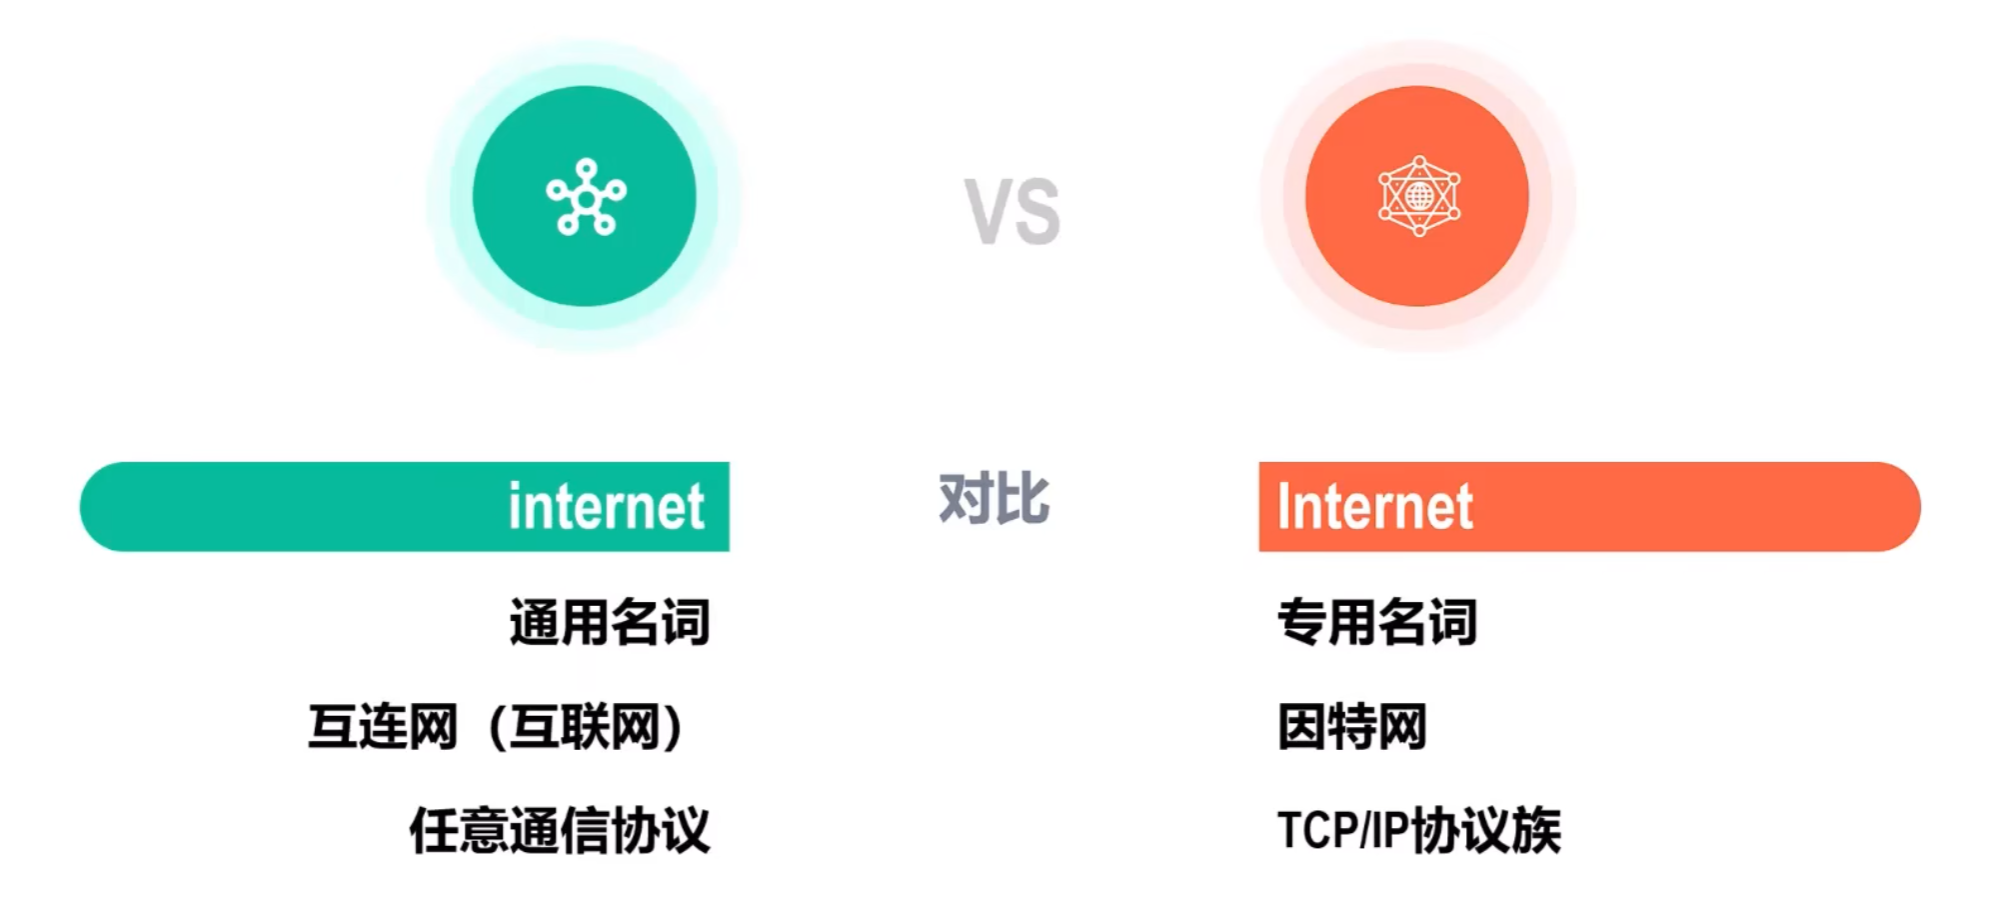 VS
internet
对比
Internet
通用名词
专用名词
互连网（互联网）
因特网
任意通信协议
TCP/IP协议族